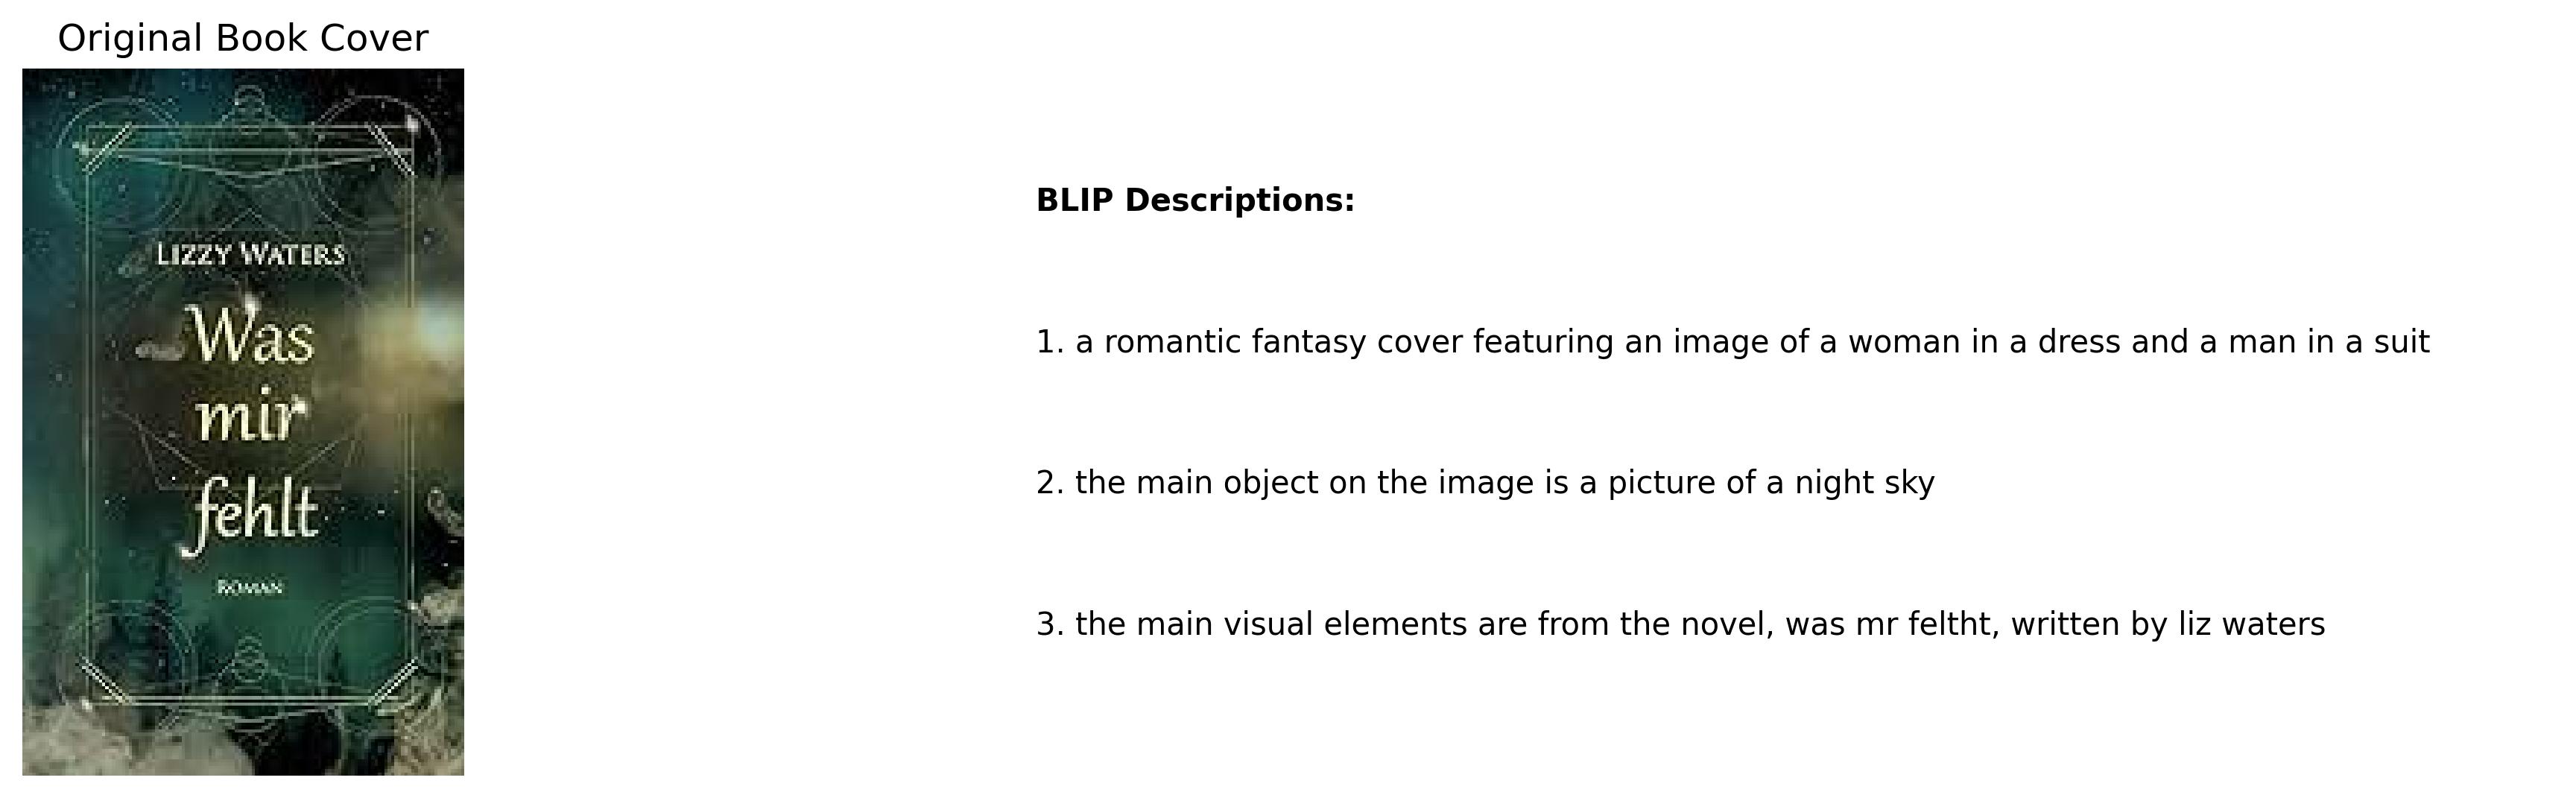 Original Book Cover
LIZZY WATERS
Was
mir
fehlt
ROMAN
BLIP Descriptions:
1. a romantic fantasy cover featuring an image of a woman in a dress and a man in a suit
2. the main object on the image is a picture of a night sky
3. the main visual elements are from the novel, was mr feltht, written by liz waters